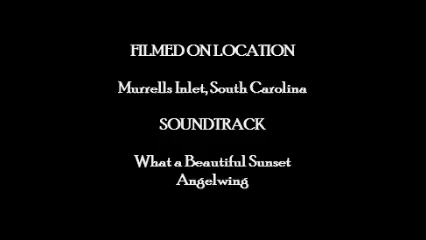 FILMED ON LOCATION
Murrells Inlet, South Carolina
SOUNDTRACK
What a Beautiful Sunset
Angelwing